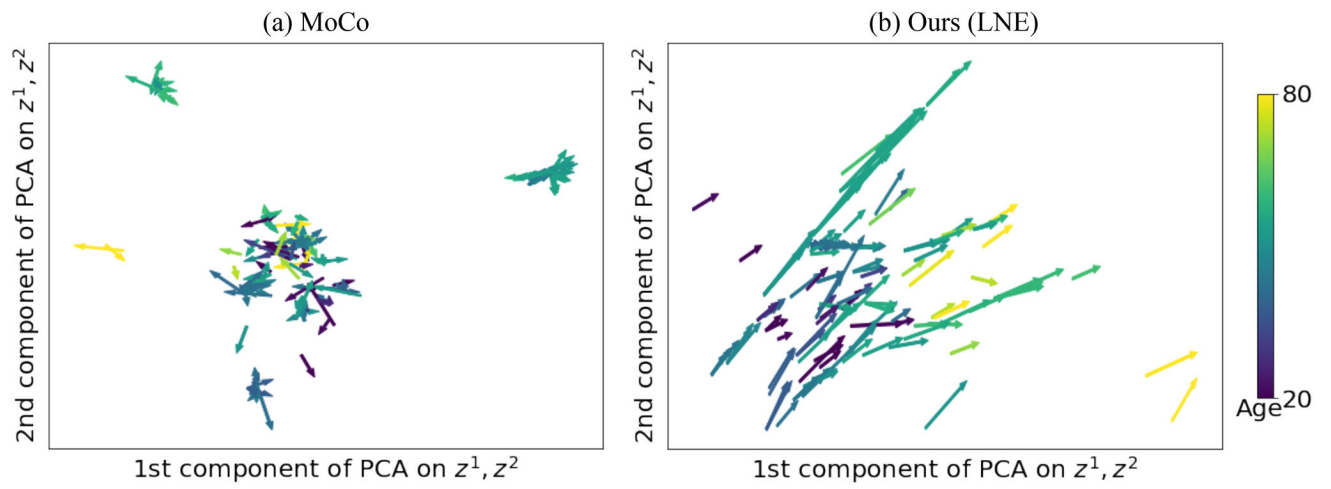 (a) MoCo
(b) Ours (LNE)
2nd component of PCA on z¹, z²
1st component of PCA on z¹, z²
2nd component of PCA on z¹, z²
1st component of PCA on z¹, z²
80
20
Age